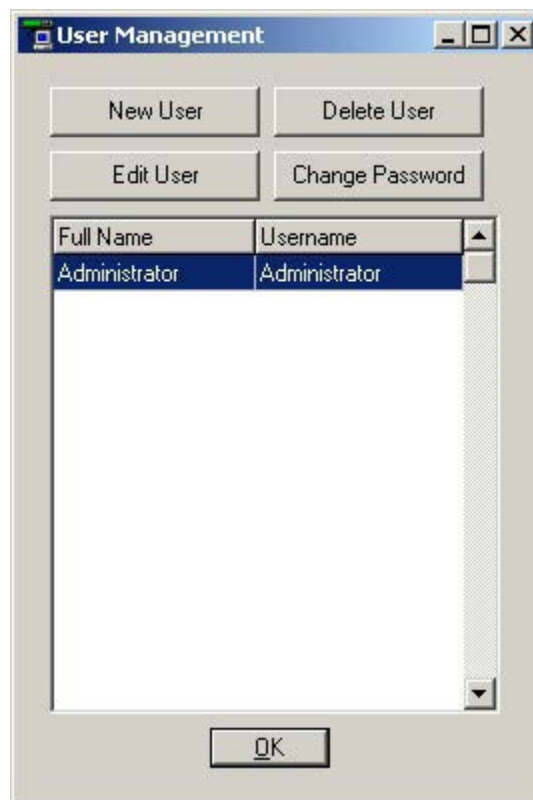 User Management
New User Delete User
Edit User Change Password
Full Name Username
Administrator Administrator
OK